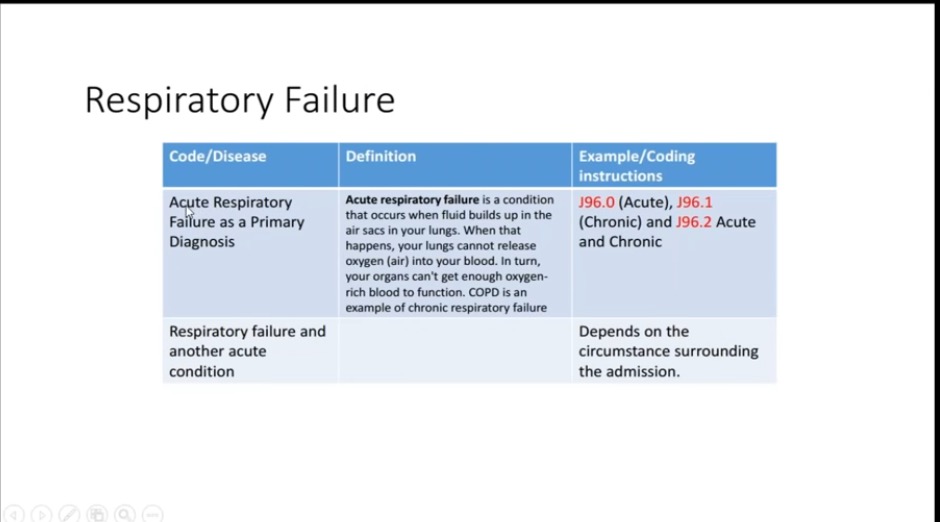 Respiratory Failure
Code/Disease
Definition
Example/Coding
instructions
Acute Respiratory
Failure as a Primary
Diagnosis
Acute respiratory failure is a condition
that occurs when fluid builds up in the
air sacs in your lungs. When that
happens, your lungs cannot release
oxygen (air) into your blood. In turn,
your organs can't get enough oxygen-
rich blood to function. COPD is an
example of chronic respiratory failure
J96.0 (Acute), J96.1
(Chronic) and J96.2 Acute
and Chronic
Respiratory failure and
another acute
condition
Depends on the
circumstance surrounding
the admission.